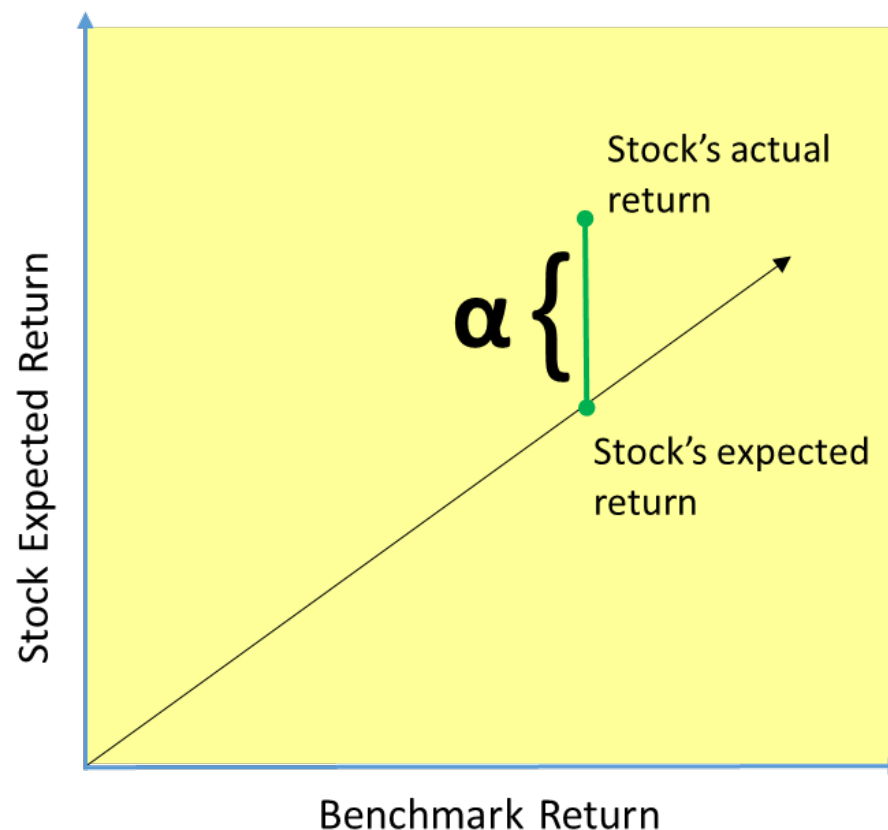 Stock's actual
return
α {
Stock's expected
return
Stock Expected Return
Benchmark Return